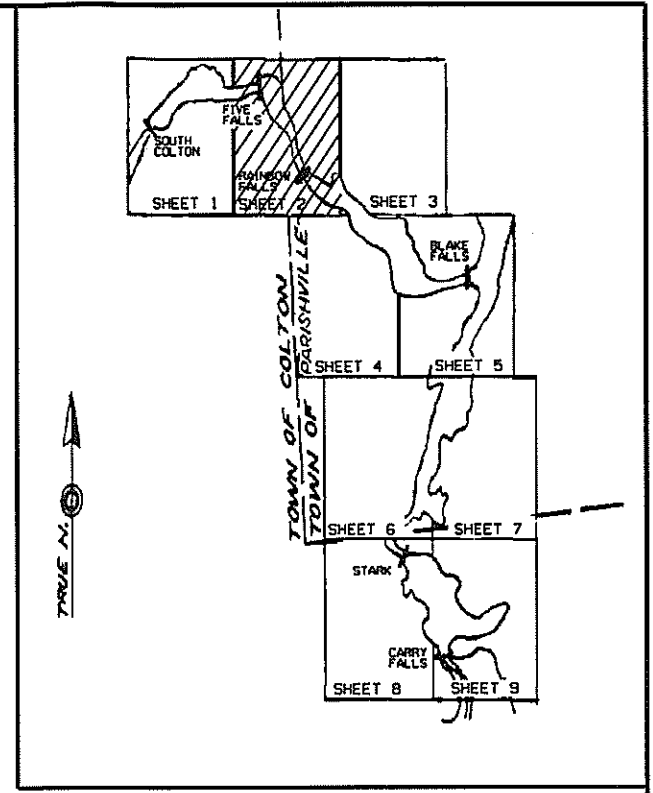 FIVE
FALLS
SOUTH
COLTON
RAINBOW
FALLS
SHEET 1
SHEET 2
SHEET 3
BLAKE
FALLS
TOWN OF COLTON
TOWN OF PARISHVILLE
SHEET 4
SHEET 5
TRUE N.
SHEET 6
SHEET 7
STARK
CARRY
FALLS
SHEET 8
SHEET 9